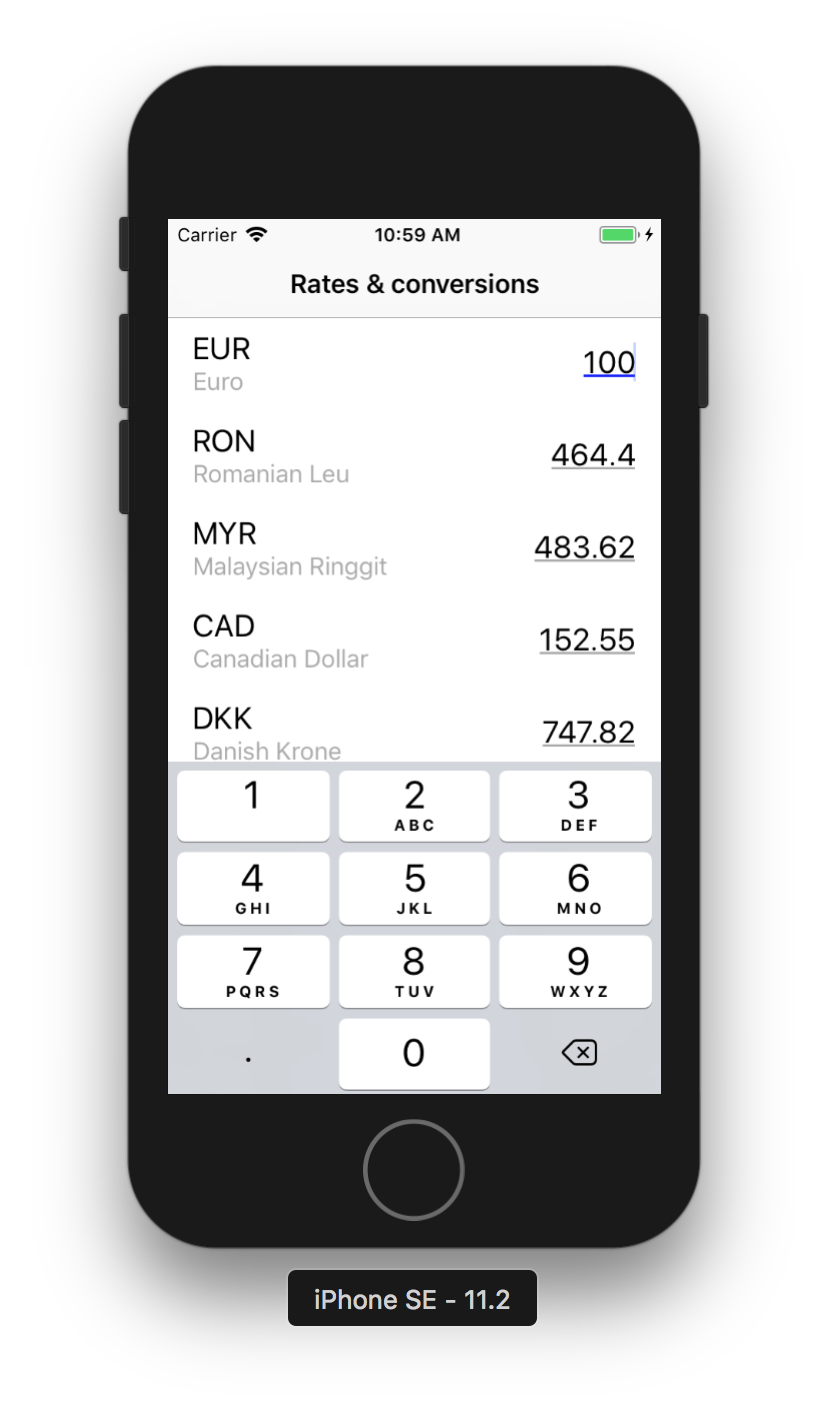 Carrier 10:59 AM
Rates & conversions
EUR 100
Euro
RON 464.4
Romanian Leu
MYR 483.62
Malaysian Ringgit
CAD 152.55
Canadian Dollar
DKK 747.82
Danish Krone
1 2 3
ABC DEF
4 5 6
GHI JKL MNO
7 8 9
PQRS TUV WXYZ
. 0
iPhone SE - 11.2